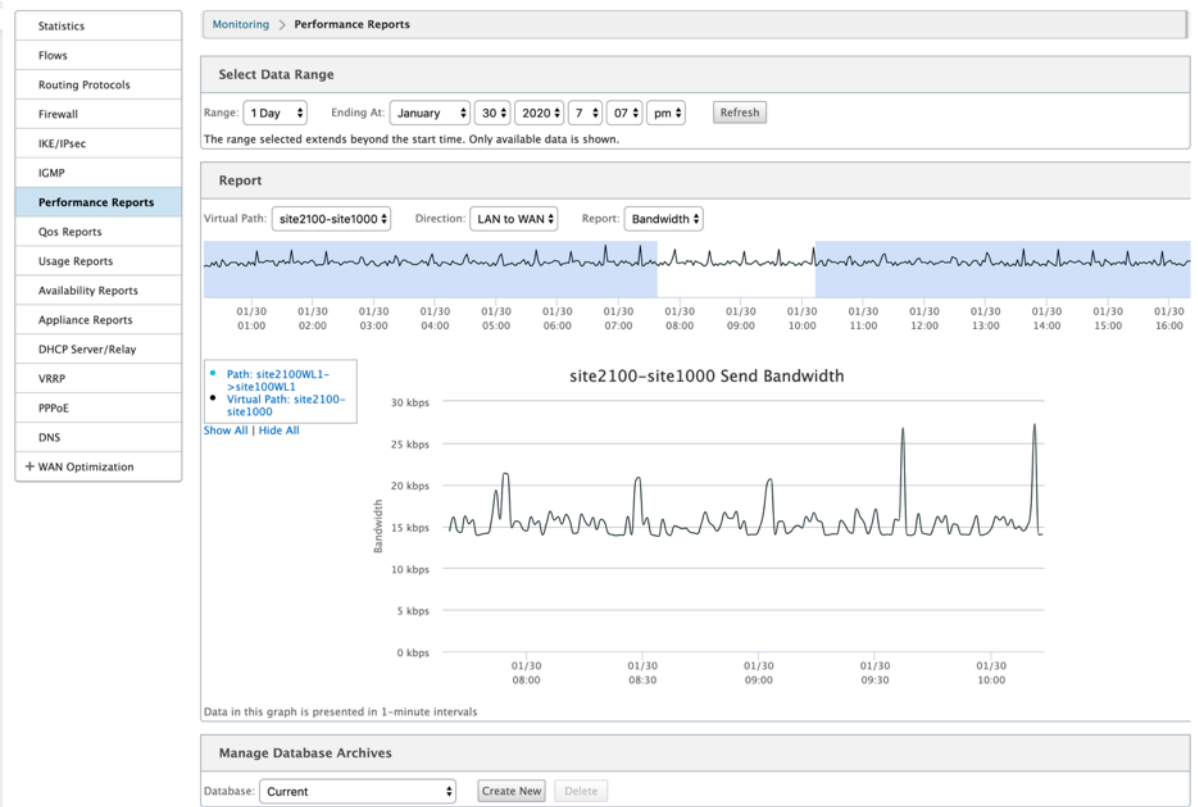 Statistics
Flows
Routing Protocols
Firewall
IKE/IPsec
IGMP
Performance Reports
Qos Reports
Usage Reports
Availability Reports
Appliance Reports
DHCP Server/Relay
VRRP
PPPoE
DNS
+ WAN Optimization
Monitoring > Performance Reports
Select Data Range
Range: 1 Day Ending At: January 30 2020 7 07 pm Refresh
The range selected extends beyond the start time. Only available data is shown.
Report
Virtual Path: site2100-site1000 Direction: LAN to WAN Report: Bandwidth
01/30 01/30 01/30 01/30 01/30 01/30 01/30 01/30 01/30 01/30 01/30 01/30 01/30 01/30 01/30 01/30
01:00 02:00 03:00 04:00 05:00 06:00 07:00 08:00 09:00 10:00 11:00 12:00 13:00 14:00 15:00 16:00
Path: site2100WL1-
>site100WL1
Virtual Path: site2100-
site1000
Show All | Hide All
site2100-site1000 Send Bandwidth
30 kbps
25 kbps
20 kbps
15 kbps
10 kbps
5 kbps
0 kbps
Bandwidth
01/30 01/30 01/30 01/30 01/30
08:00 08:30 09:00 09:30 10:00
Data in this graph is presented in 1-minute intervals
Manage Database Archives
Database: Current Create New Delete